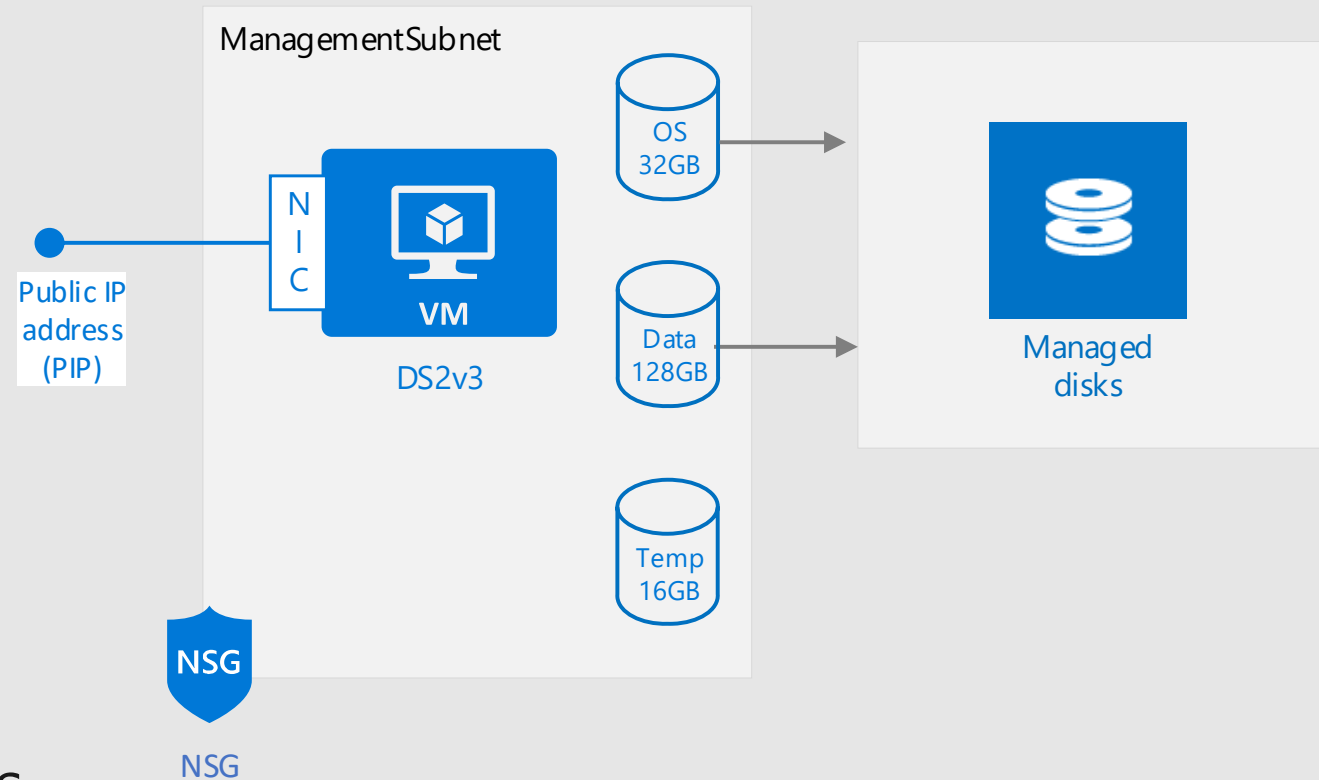 ManagementSubnet
OS
32GB
N
I
C
Public IP
address
(PIP)
VM
DS2v3
Data
128GB
Managed
disks
Temp
16GB
NSG
NSG